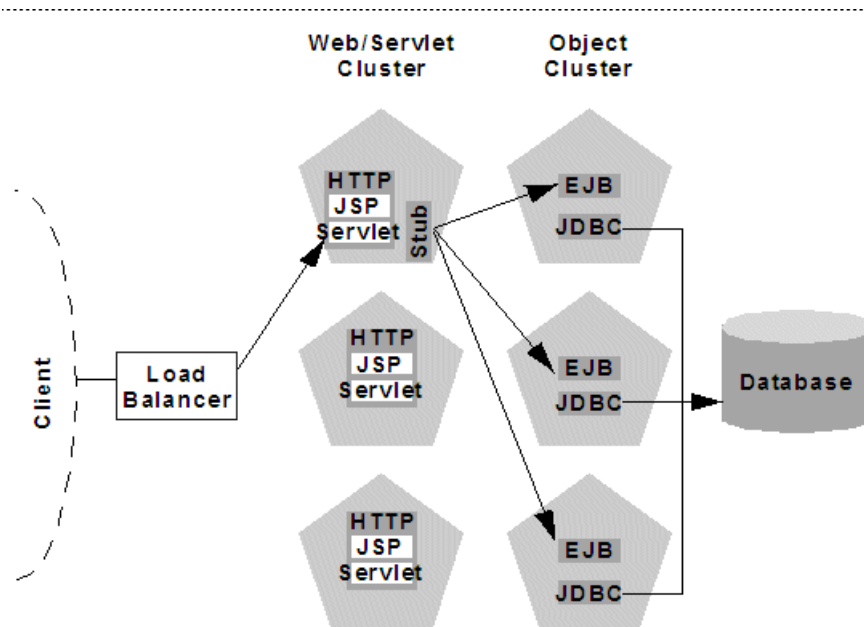 Web/Servlet
Cluster
Object
Cluster
HTTP
JSP
Servlet
Stub
EJB
JDBC
HTTP
JSP
Servlet
EJB
JDBC
Client
Load
Balancer
Database
HTTP
JSP
Servlet
EJB
JDBC